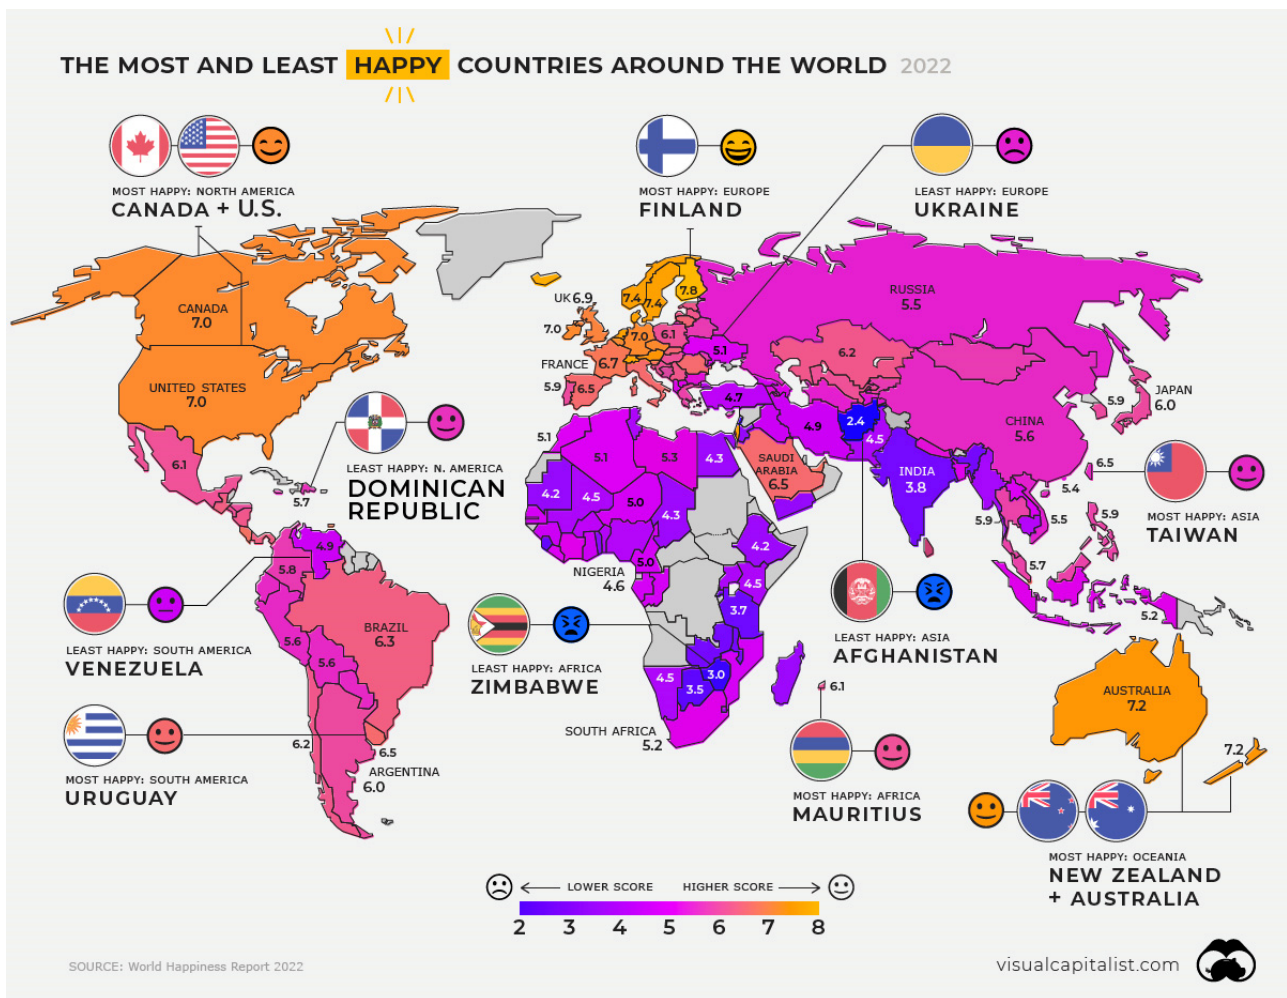 THE MOST AND LEAST HAPPY COUNTRIES AROUND THE WORLD 2022
MOST HAPPY: NORTH AMERICA
CANADA + U.S.
MOST HAPPY: EUROPE
FINLAND
LEAST HAPPY: EUROPE
UKRAINE
CANADA
7.0
UNITED STATES
7.0
6.1
LEAST HAPPY: N. AMERICA
DOMINICAN
REPUBLIC
5.7
UK 6.9
7.0
7.4
7.4
7.8
7.0
6.1
5.1
FRANCE 6.7
5.9
6.5
4.7
RUSSIA
5.5
6.2
CHINA
5.6
5.9
JAPAN
6.0
4.9
2.4
4.5
INDIA
3.8
SAUDI
ARABIA
6.5
6.5
5.4
MOST HAPPY: ASIA
TAIWAN
5.9
5.5
5.9
5.7
5.2
5.1
5.1
5.3
4.3
4.2
4.5
5.0
4.3
4.2
5.0
NIGERIA
4.6
4.5
3.7
LEAST HAPPY: AFRICA
ZIMBABWE
4.5
3.5
3.0
SOUTH AFRICA
5.2
LEAST HAPPY: ASIA
AFGHANISTAN
6.1
MOST HAPPY: AFRICA
MAURITIUS
4.9
5.8
LEAST HAPPY: SOUTH AMERICA
VENEZUELA
BRAZIL
6.3
5.6
5.6
MOST HAPPY: SOUTH AMERICA
URUGUAY
6.2
6.5
ARGENTINA
6.0
AUSTRALIA
7.2
7.2
MOST HAPPY: OCEANIA
NEW ZEALAND
+ AUSTRALIA
LOWER SCORE HIGHER SCORE
2 3 4 5 6 7 8
SOURCE: World Happiness Report 2022
visualcapitalist.com